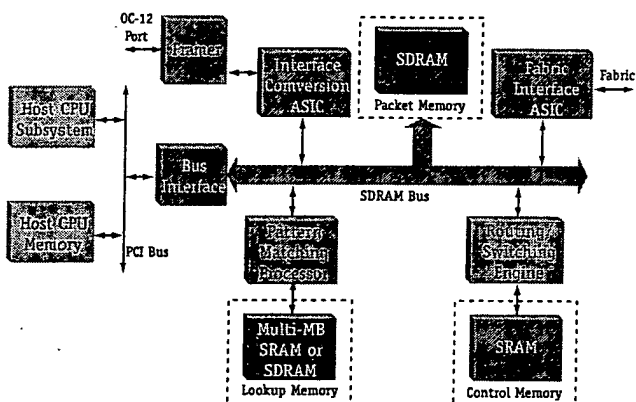 OC-12
Port
Framer
Interface
Conversion
ASIC
SDRAM
Packet Memory
Fabric
Interface
ASIC
Fabric
Host CPU
Subsystem
Bus
Interface
SDRAM Bus
Host CPU
Memory
PCI Bus
Pattern
Matching
Processor
Routing/
Switching
Engine
Multi-MB
SRAM or
SDRAM
Lookup Memory
SRAM
Control Memory